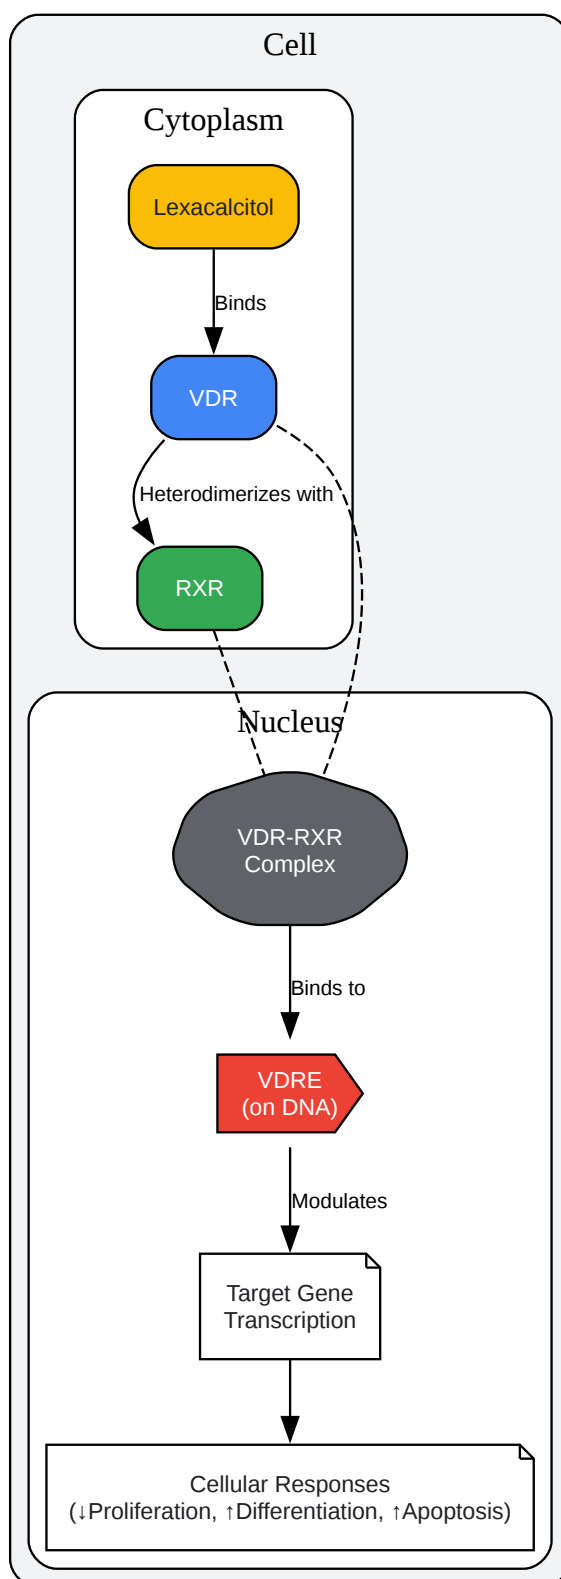 Cell
Cytoplasm
Lexacalcitol
Binds
VDR
Heterodimerizes with
RXR
Nucleus
VDR-RXR
Complex
Binds to
VDRE
(on DNA)
Modulates
Target Gene
Transcription
Cellular Responses
(↓Proliferation, ↑Differentiation, ↑Apoptosis)